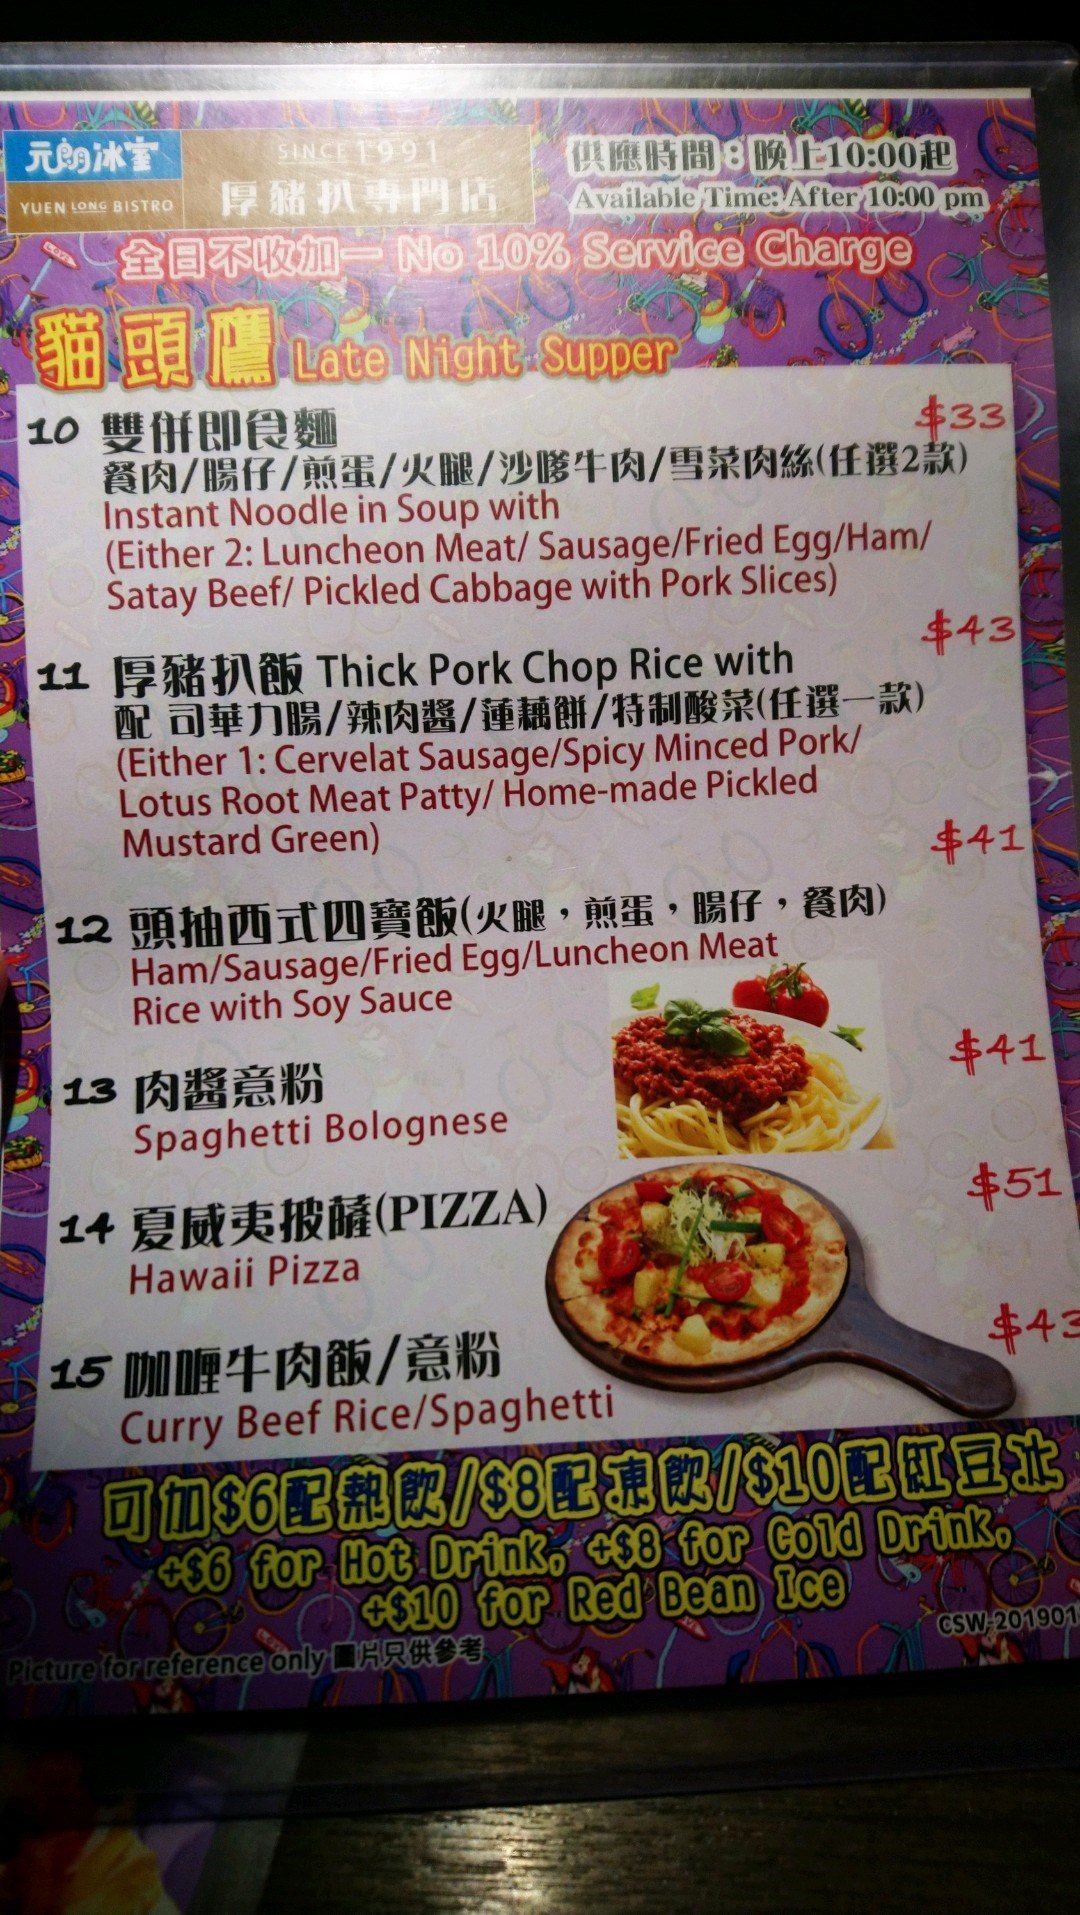 元朗冰室
YUEN LONG BISTRO
SINCE 1991
厚豬扒專門店
供應時間：晚上10:00起
Available Time: After 10:00 pm
全日不收加一 No 10% Service Charge
貓頭鷹 Late Night Supper
10 雙併即食麵 $33
餐肉/腸仔/煎蛋/火腿/沙嗲牛肉/雪菜肉絲(任選2款)
Instant Noodle in Soup with
(Either 2: Luncheon Meat/ Sausage/Fried Egg/Ham/
Satay Beef/ Pickled Cabbage with Pork Slices)
$43
11 厚豬扒飯 Thick Pork Chop Rice with
配 司華力腸/辣肉醬/蓮藕餅/特制酸菜(任選一款)
(Either 1: Cervelat Sausage/Spicy Minced Pork/
Lotus Root Meat Patty/ Home-made Pickled
Mustard Green)
$41
12 頭抽西式四寶飯(火腿，煎蛋，腸仔，餐肉)
Ham/Sausage/Fried Egg/Luncheon Meat
Rice with Soy Sauce
$41
13 肉醬意粉
Spaghetti Bolognese
$51
14 夏威夷披薩(PIZZA)
Hawaii Pizza
$43
15 咖喱牛肉飯/意粉
Curry Beef Rice/Spaghetti
可加$6配熱飲/$8配凍飲/$10配紅豆冰
+$6 for Hot Drink, +$8 for Cold Drink,
+$10 for Red Bean Ice
CSW-201901
Picture for reference only 圖片只供參考